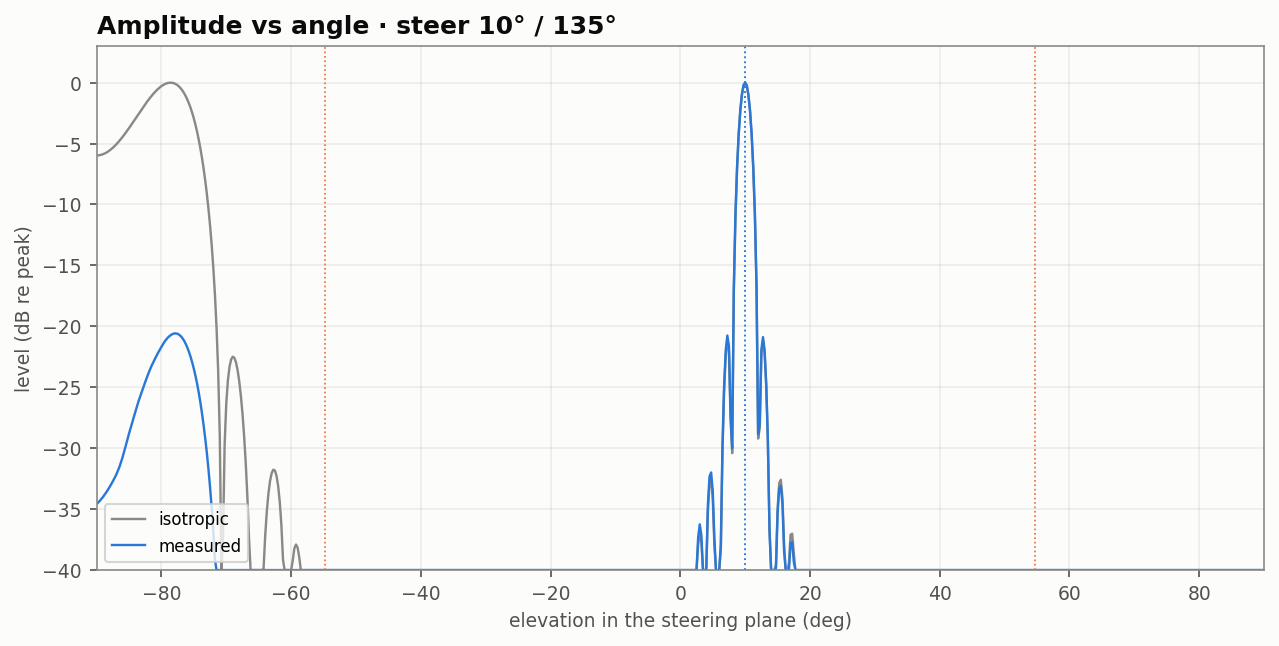 Amplitude vs angle · steer 10° / 135°
level (dB re peak)
0
−5
−10
−15
−20
−25
−30
−35
−40
isotropic
measured
−80 −60 −40 −20 0 20 40 60 80
elevation in the steering plane (deg)